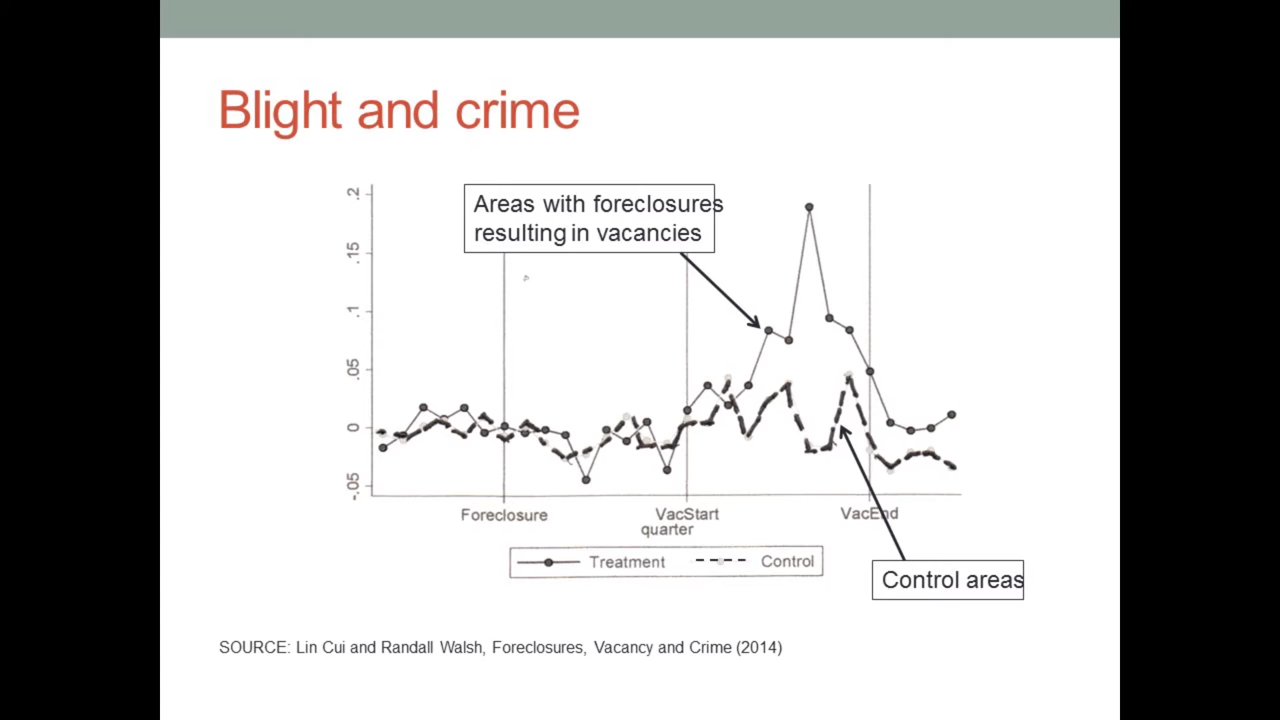 Blight and crime
Areas with foreclosures
resulting in vacancies
.2
.15
.1
.05
0
-.05
Foreclosure
VacStart
VacEnd
quarter
Treatment
Control
Control areas
SOURCE: Lin Cui and Randall Walsh, Foreclosures, Vacancy and Crime (2014)